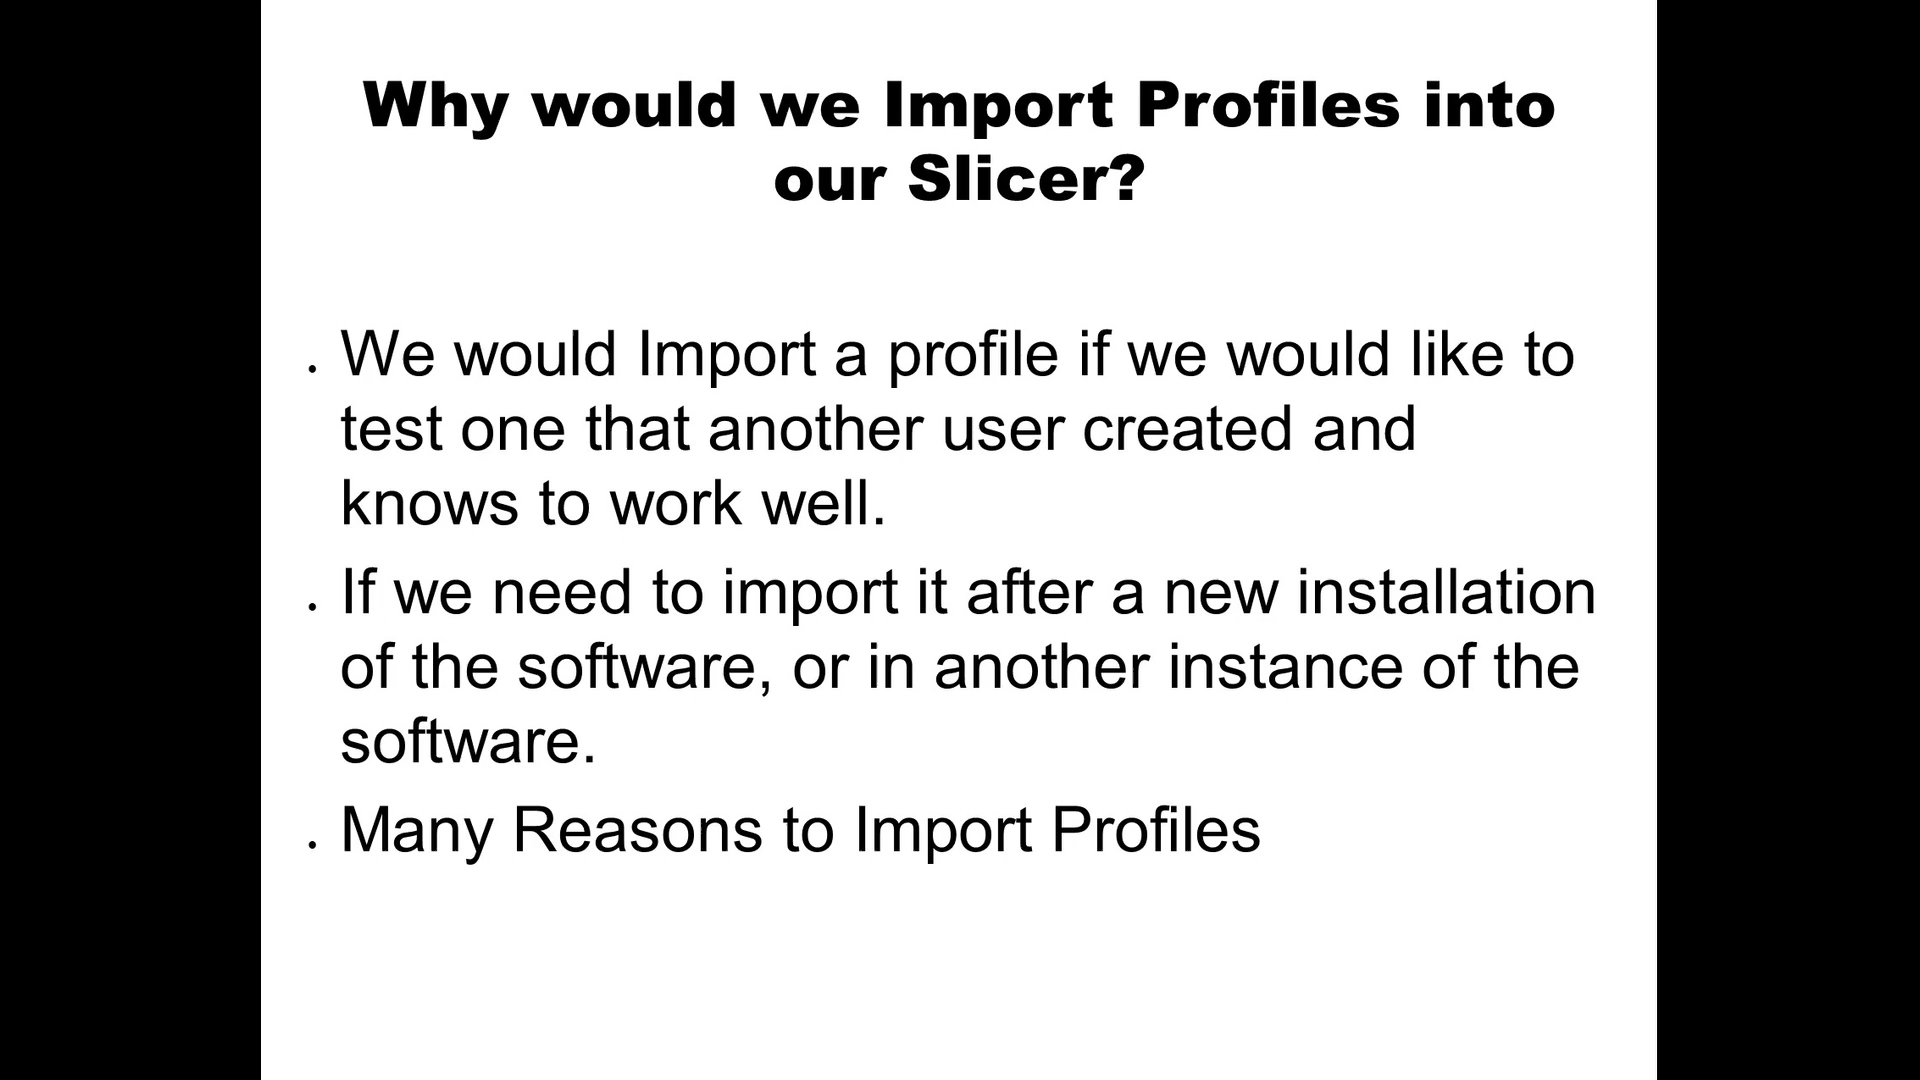 Why would we Import Profiles into
our Slicer?
. We would Import a profile if we would like to
test one that another user created and
knows to work well.
. If we need to import it after a new installation
of the software, or in another instance of the
software.
. Many Reasons to Import Profiles